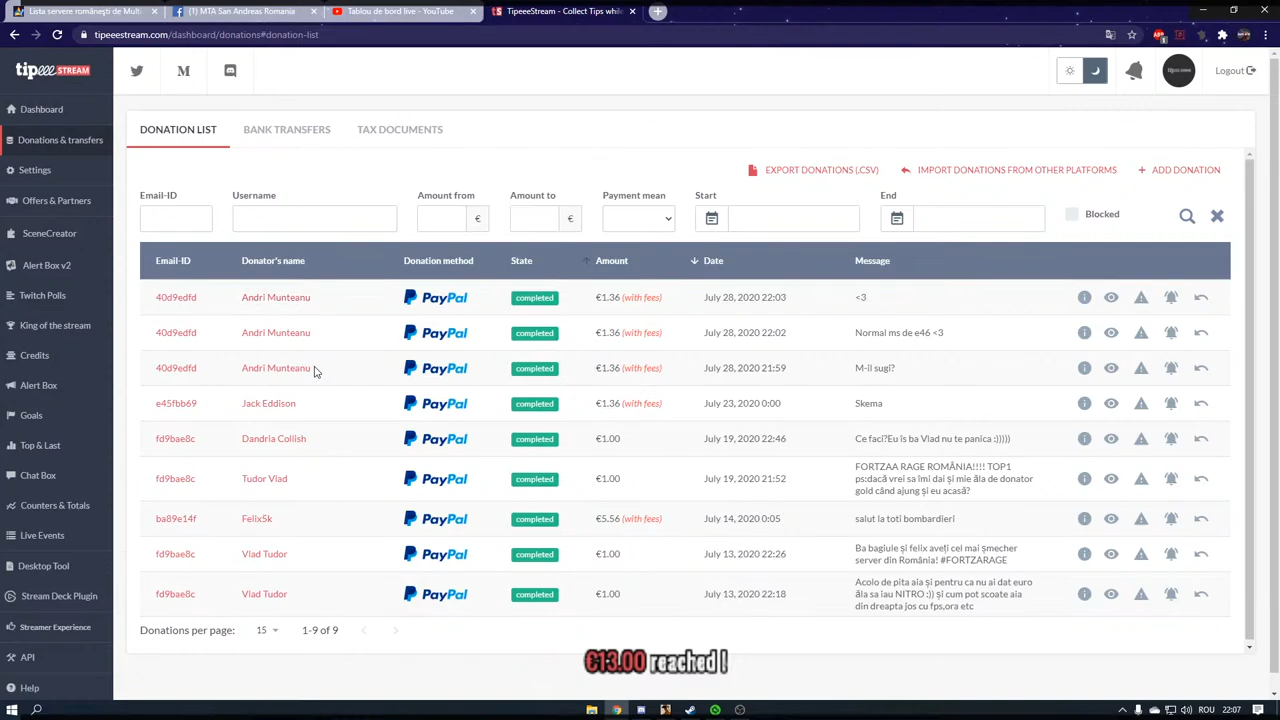 Lista servere românești de Mult
MTA San Andreas Romania
Tablou de bord live - YouTube
TipeeeStream - Collect Tips while
dashboard.tipeeestream.com/donations#donation-list
tipeee STREAM
M
Logout
Dashboard
Donations & transfers
Settings
Offers & Partners
SceneCreator
Alert Box v2
Twitch Polls
King of the stream
Credits
Alert Box
Goals
Top & Last
Chat Box
Counters & Totals
Live Events
Desktop Tool
Stream Deck Plugin
Streamer Experience
API
Help
DONATION LIST BANK TRANSFERS TAX DOCUMENTS
EXPORT DONATIONS (.CSV) IMPORT DONATIONS FROM OTHER PLATFORMS + ADD DONATION
Email-ID Username Amount from Amount to Payment mean Start End
€ € Blocked
Email-ID Donator's name Donation method State Amount Date Message
40d9edfd Andri Munteanu PayPal completed €1.36 (with fees) July 28, 2020 22:03 <3
40d9edfd Andri Munteanu PayPal completed €1.36 (with fees) July 28, 2020 22:02 Normal ms de e46 <3
40d9edfd Andri Munteanu PayPal completed €1.36 (with fees) July 28, 2020 21:59 M-il sugi?
e45fbb69 Jack Eddison PayPal completed €1.36 (with fees) July 23, 2020 0:00 Skema
fd9bae8c Dandria Collish PayPal completed €1.00 July 19, 2020 22:46 Ce faci?Eu îs ba Vlad nu te panica :)))))
fd9bae8c Tudor Vlad PayPal completed €1.00 July 19, 2020 21:52 FORTZAA RAGE ROMÂNIA!!!! TOP1
ps:dacă vrei sa îmi dai și mie ăla de donator
gold când ajung și eu acasă?
ba89e14f FelixSk PayPal completed €5.56 (with fees) July 14, 2020 0:05 salut la toti bombardieri
fd9bae8c Vlad Tudor PayPal completed €1.00 July 13, 2020 22:26 Ba bagiule și felix aveți cel mai șmecher
server din România! #FORTZARAGE
fd9bae8c Vlad Tudor PayPal completed €1.00 July 13, 2020 22:18 Acolo de pita aia și pentru ca nu ai dat euro
ăla sa iau NITRO :)) și cum pot scoate aia
din dreapta jos cu fps,ora etc
Donations per page: 15 1-9 of 9
€13.00 reached !
ROU 22:07